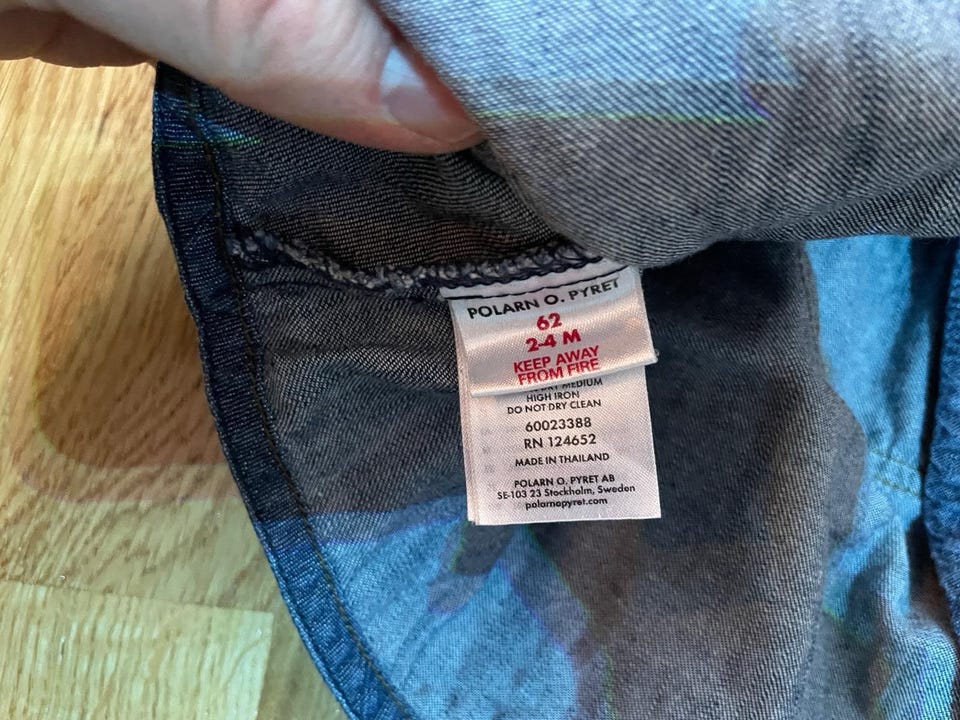 POLARN O. PYRET
62
2-4 M
KEEP AWAY
FROM FIRE
DRY MEDIUM
HIGH IRON
DO NOT DRY CLEAN
60023388
RN 124652
MADE IN THAILAND
POLARN O. PYRET AB
SE-103 23 Stockholm, Sweden
polarnopyret.com